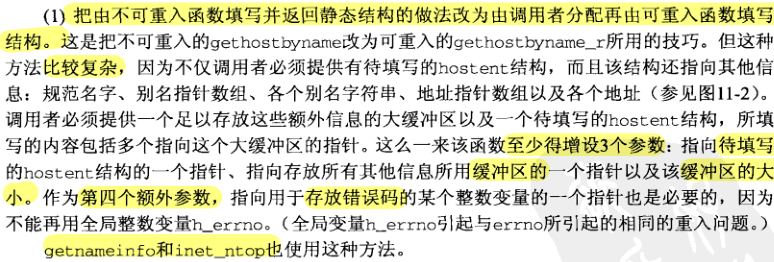 (1) 把由不可重入函数填写并返回静态结构的做法改为由调用者分配再由可重入函数填写
结构。这是把不可重入的gethostbyname改为可重入的gethostbyname_r所用的技巧。但这种
方法比较复杂，因为不仅调用者必须提供有待填写的hostent结构，而且该结构还指向其他信
息：规范名字、别名指针数组、各个别名字符串、地址指针数组以及各个地址（参见图11-2）。
调用者必须提供一个足以存放这些额外信息的大缓冲区以及一个待填写的hostent结构，所填
写的内容包括多个指向这个大缓冲区的指针。这么一来该函数至少得增设3个参数：指向待填写
的hostent结构的一个指针、指向存放所有其他信息所用缓冲区的一个指针以及该缓冲区的大
小。作为第四个额外参数，指向用于存放错误码的某个整数变量的一个指针也是必要的，因为
不能再用全局整数变量h_errno。（全局变量h_errno引起与errno所引起的相同的重入问题。）
getnameinfo和inet_ntop也使用这种方法。